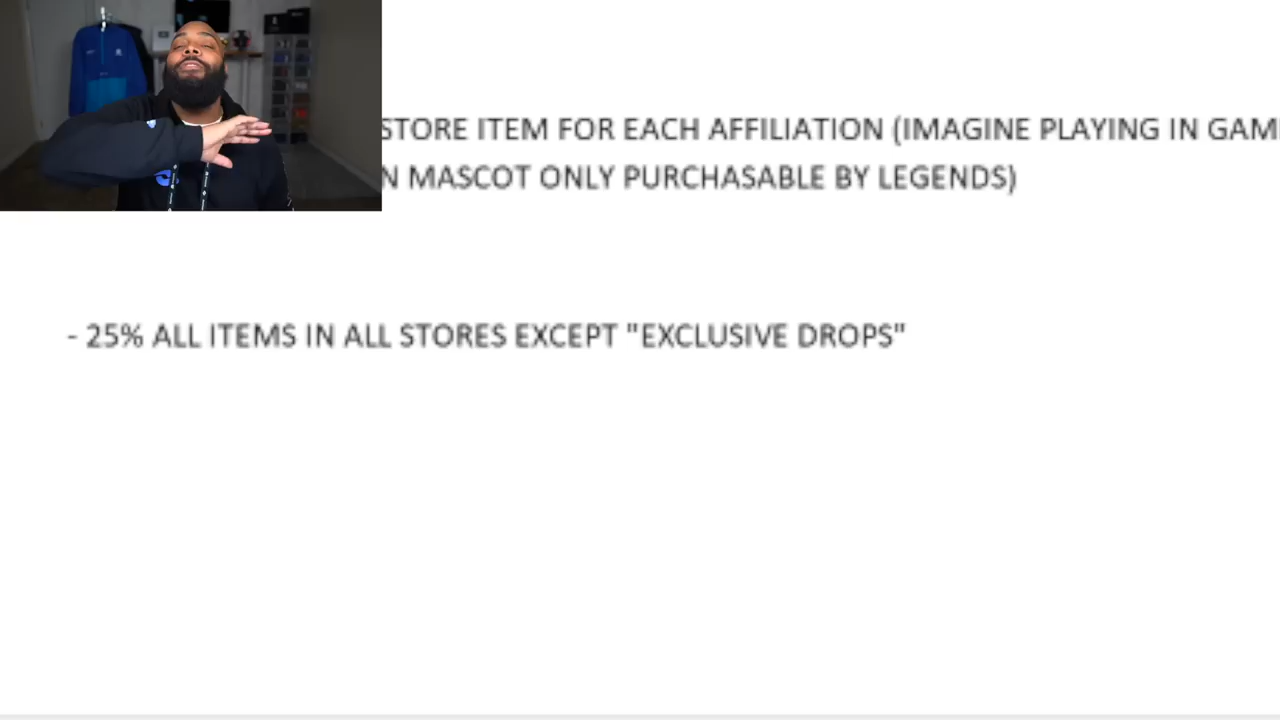 STORE ITEM FOR EACH AFFILIATION (IMAGINE PLAYING IN GAM
N MASCOT ONLY PURCHASABLE BY LEGENDS)
- 25% ALL ITEMS IN ALL STORES EXCEPT "EXCLUSIVE DROPS"